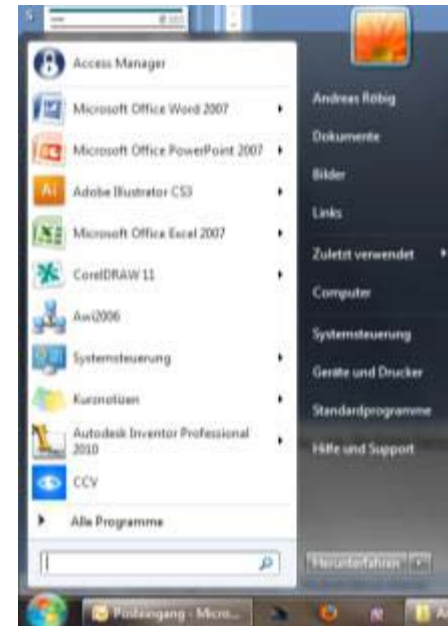 Access Manager
Microsoft Office Word 2007
Microsoft Office PowerPoint 2007
Adobe Illustrator CS3
Microsoft Office Excel 2007
CorelDRAW 11
Awi2006
Systemsteuerung
Kurznotizen
Autodesk Inventor Professional
2010
CCV
Alle Programme
Andreas Röbig
Dokumente
Bilder
Links
Zuletzt verwendet
Computer
Systemsteuerung
Geräte und Drucker
Standardprogramme
Hilfe und Support
Herunterfahren
Posteingang - Micro...